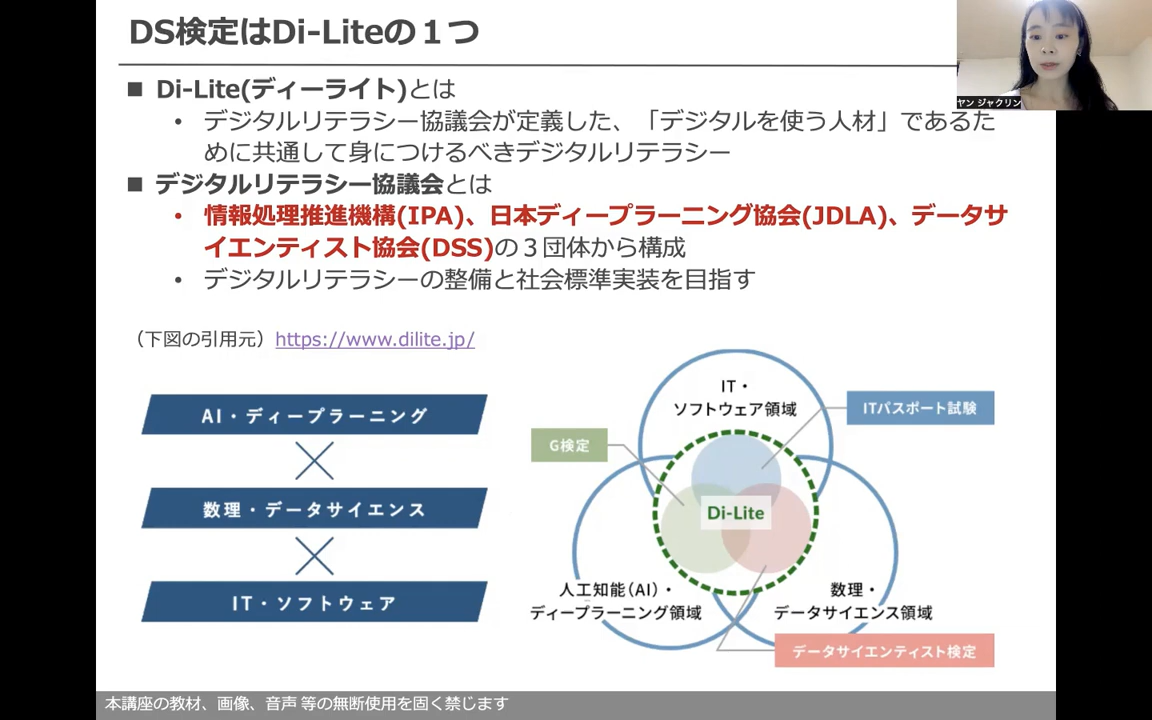 DS検定はDi-Liteの１つ
ヤン ジャクリン
■ Di-Lite(ディーライト)とは
• デジタルリテラシー協議会が定義した、「デジタルを使う人材」であるた
めに共通して身につけるべきデジタルリテラシー
■ デジタルリテラシー協議会とは
• 情報処理推進機構(IPA)、日本ディープラーニング協会(JDLA)、データサ
イエンティスト協会(DSS)の３団体から構成
• デジタルリテラシーの整備と社会標準実装を目指す
（下図の引用元）https://www.dilite.jp/
AI・ディープラーニング
数理・データサイエンス
IT・ソフトウェア
IT・
ソフトウェア領域
ITパスポート試験
G検定
Di-Lite
人工知能（AI）・
ディープラーニング領域
数理・
データサイエンス領域
データサイエンティスト検定
本講座の教材、画像、音声 等の無断使用を固く禁じます